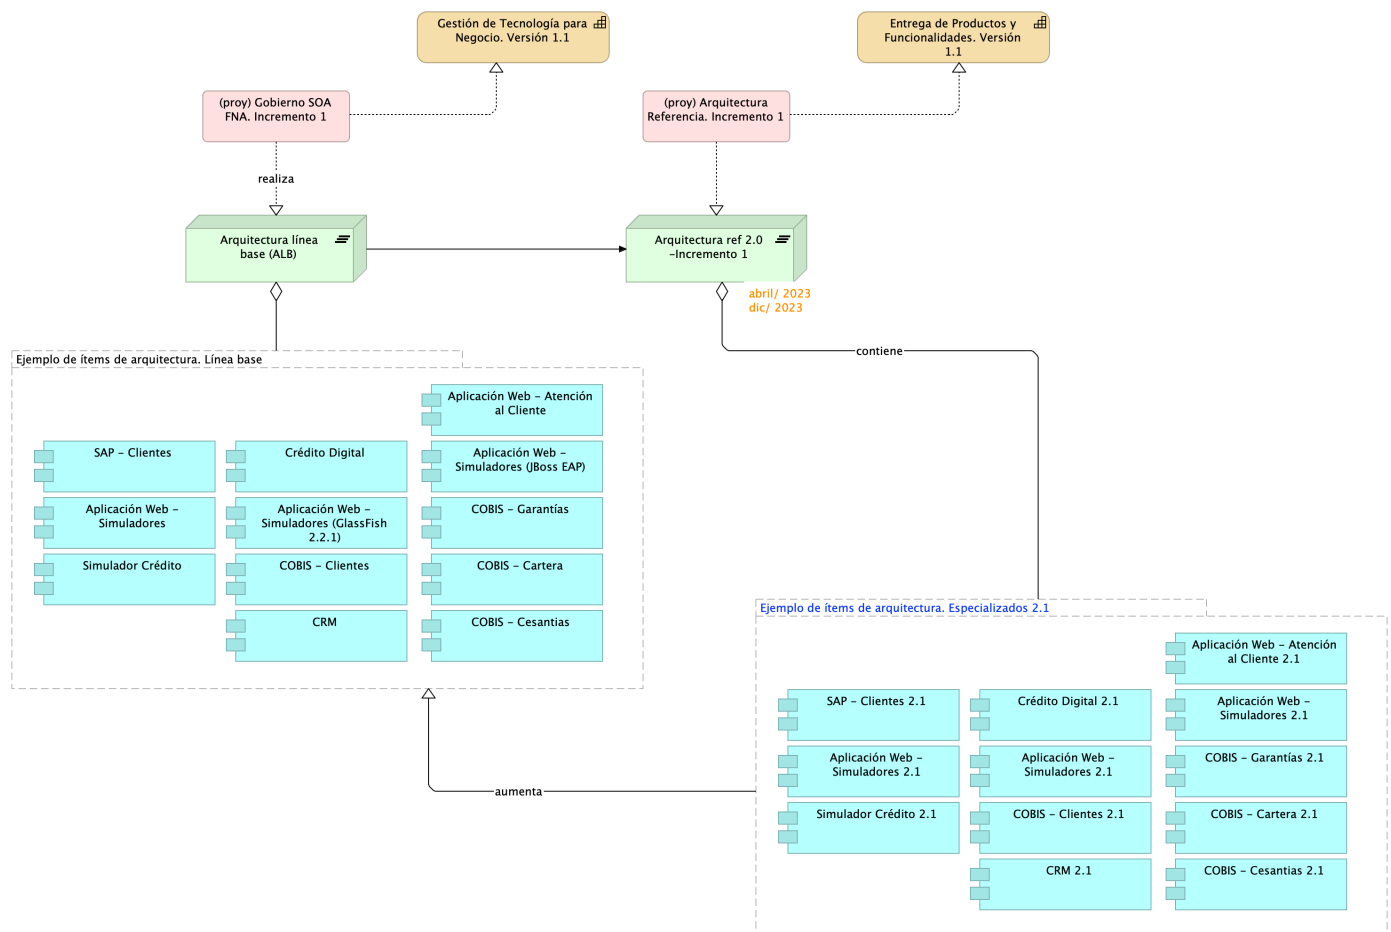 Gestión de Tecnología para
Negocio. Versión 1.1
Entrega de Productos y
Funcionalidades. Versión
1.1
(proy) Gobierno SOA
FNA. Incremento 1
(proy) Arquitectura
Referencia. Incremento 1
realiza
Arquitectura línea
base (ALB)
Arquitectura ref 2.0
-Incremento 1
abril/ 2023
dic/ 2023
contiene
Ejemplo de ítems de arquitectura. Línea base
Aplicación Web - Atención
al Cliente
SAP - Clientes
Crédito Digital
Aplicación Web -
Simuladores (JBoss EAP)
Aplicación Web -
Simuladores
Aplicación Web -
Simuladores (GlassFish
2.2.1)
COBIS - Garantías
Simulador Crédito
COBIS - Clientes
COBIS - Cartera
CRM
COBIS - Cesantias
aumenta
Ejemplo de ítems de arquitectura. Especializados 2.1
Aplicación Web - Atención
al Cliente 2.1
SAP - Clientes 2.1
Crédito Digital 2.1
Aplicación Web -
Simuladores 2.1
Aplicación Web -
Simuladores 2.1
Aplicación Web -
Simuladores 2.1
COBIS - Garantías 2.1
Simulador Crédito 2.1
COBIS - Clientes 2.1
COBIS - Cartera 2.1
CRM 2.1
COBIS - Cesantias 2.1